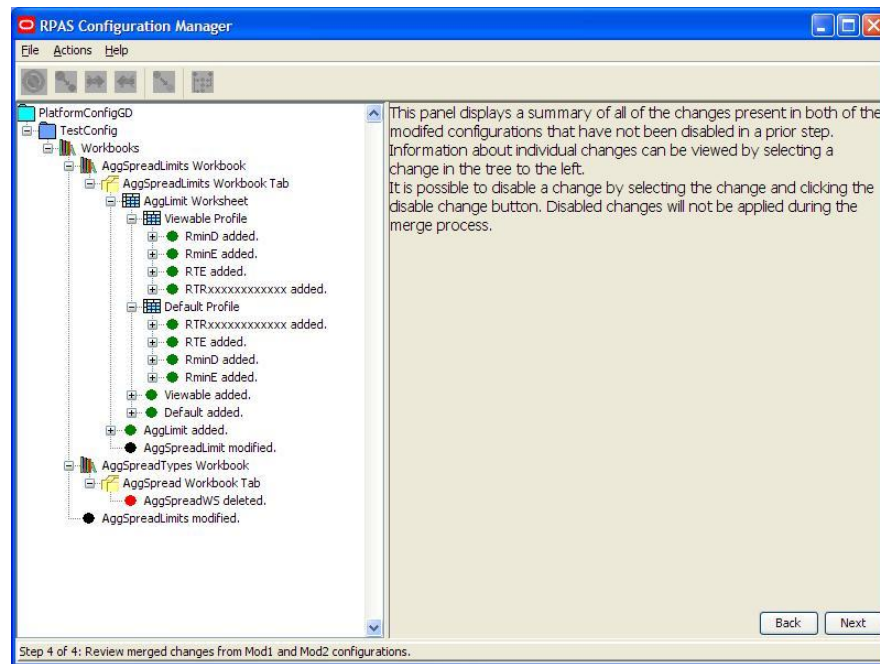 RPAS Configuration Manager
File Actions Help
PlatformConfigGD
TestConfig
Workbooks
AggSpreadLimits Workbook
AggSpreadLimits Workbook Tab
AggLimit Worksheet
Viewable Profile
RminD added.
RminE added.
RTE added.
RTRxxxxxxxxxxxx added.
Default Profile
RTRxxxxxxxxxxxx added.
RTE added.
RminD added.
RminE added.
Viewable added.
Default added.
AggLimit added.
AggSpreadLimit modified.
AggSpreadTypes Workbook
AggSpread Workbook Tab
AggSpreadWS deleted.
AggSpreadLimits modified.
This panel displays a summary of all of the changes present in both of the
modifed configurations that have not been disabled in a prior step.
Information about individual changes can be viewed by selecting a
change in the tree to the left.
It is possible to disable a change by selecting the change and clicking the
disable change button. Disabled changes will not be applied during the
merge process.
Back Next
Step 4 of 4: Review merged changes from Mod1 and Mod2 configurations.